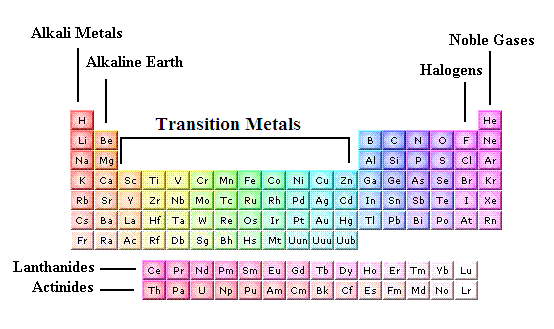 Alkali Metals
Noble Gases
Alkaline Earth
Halogens
Transition Metals
H He
Li Be B C N O F Ne
Na Mg Al Si P S Cl Ar
K Ca Sc Ti V Cr Mn Fe Co Ni Cu Zn Ga Ge As Se Br Kr
Rb Sr Y Zr Nb Mo Tc Ru Rh Pd Ag Cd In Sn Sb Te I Xe
Cs Ba La Hf Ta W Re Os Ir Pt Au Hg Tl Pb Bi Po At Rn
Fr Ra Ac Rf Db Sg Bh Hs Mt Uun Uuu Uub
Lanthanides Ce Pr Nd Pm Sm Eu Gd Tb Dy Ho Er Tm Yb Lu
Actinides Th Pa U Np Pu Am Cm Bk Cf Es Fm Md No Lr